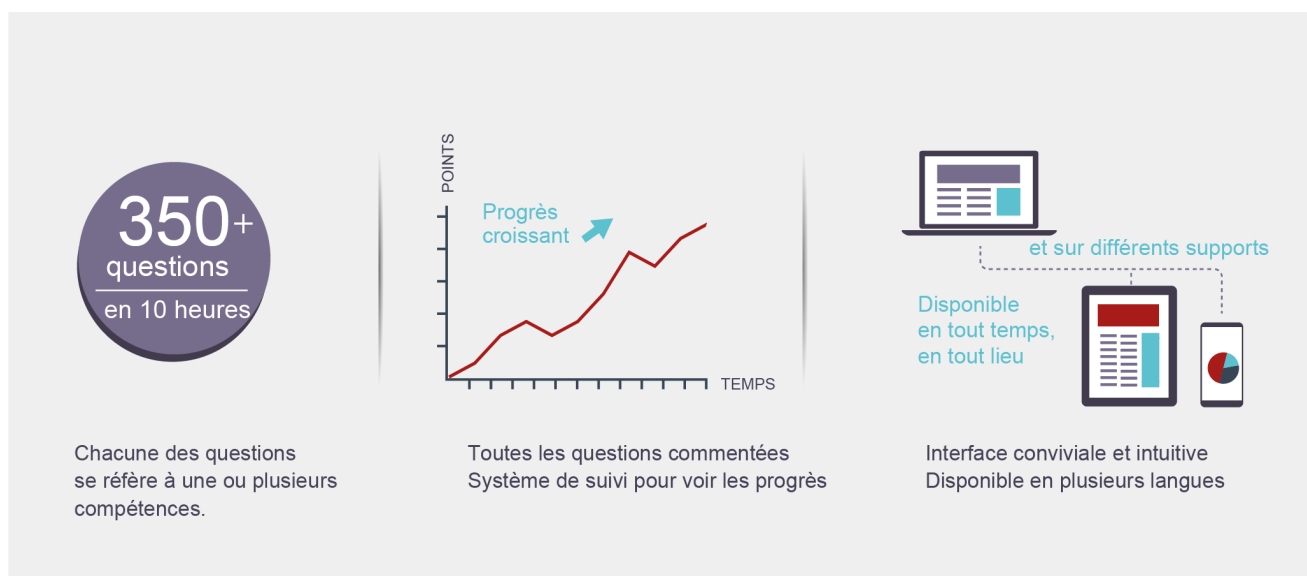 350+
questions
en 10 heures
Chacune des questions
se réfère à une ou plusieurs
compétences.
POINTS
Progrès
croissant
TEMPS
Toutes les questions commentées
Système de suivi pour voir les progrès
et sur différents supports
Disponible
en tout temps,
en tout lieu
Interface conviviale et intuitive
Disponible en plusieurs langues